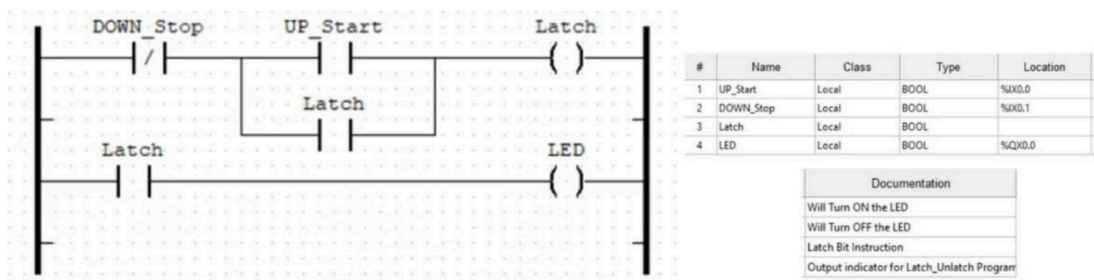 DOWN_Stop UP_Start Latch
/
Latch
Latch LED
# Name Class Type Location
1 UP_Start Local BOOL %IX0.0
2 DOWN_Stop Local BOOL %IX0.1
3 Latch Local BOOL
4 LED Local BOOL %QX0.0
Documentation
Will Turn ON the LED
Will Turn OFF the LED
Latch Bit Instruction
Output indicator for Latch_Unlatch Program